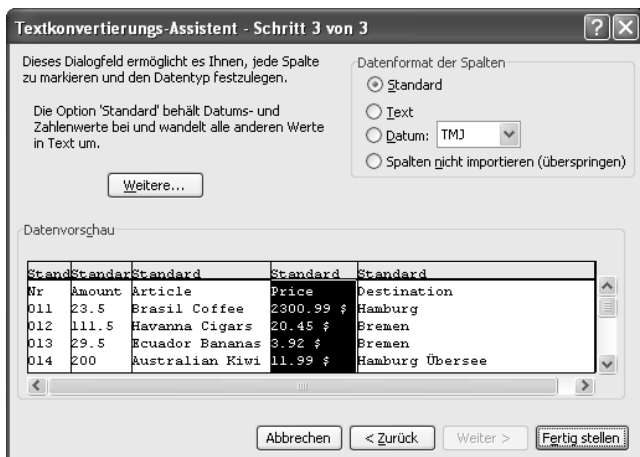 Textkonvertierungs-Assistent - Schritt 3 von 3
Dieses Dialogfeld ermöglicht es Ihnen, jede Spalte
zu markieren und den Datentyp festzulegen.
Die Option 'Standard' behält Datums- und
Zahlenwerte bei und wandelt alle anderen Werte
in Text um.
Weitere...
Datenformat der Spalten
Standard
Text
Datum: TMJ
Spalten nicht importieren (überspringen)
Datenvorschau
StandStandarStandard Standard Standard
Nr Amount Article Price Destination
011 23.5 Brasil Coffee 2300.99 $ Hamburg
012 111.5 Havanna Cigars 20.45 $ Bremen
013 29.5 Ecuador Bananas 3.92 $ Bremen
014 200 Australian Kiwi 11.99 $ Hamburg Übersee
Abbrechen < Zurück Weiter > Fertig stellen